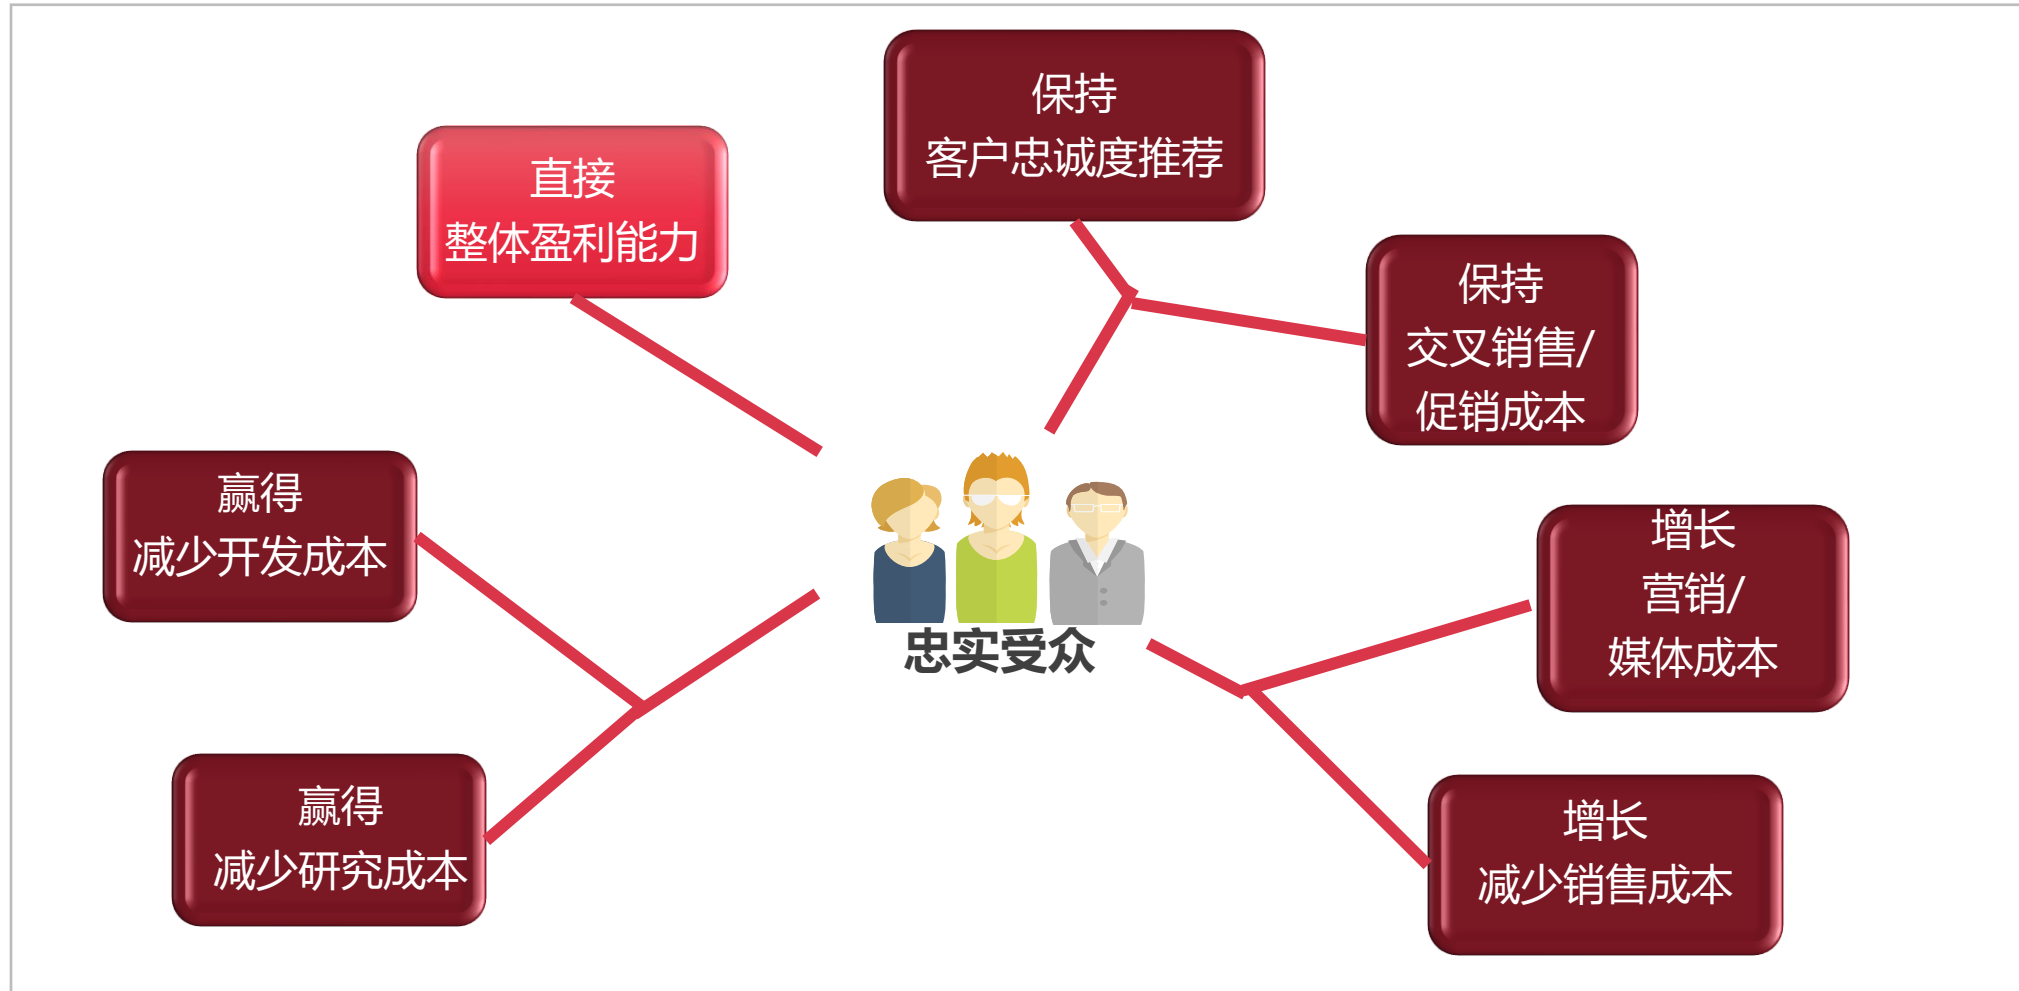 保持
客户忠诚度推荐
直接
整体盈利能力
保持
交叉销售/
促销成本
赢得
减少开发成本
增长
营销/
媒体成本
忠实受众
赢得
减少研究成本
增长
减少销售成本